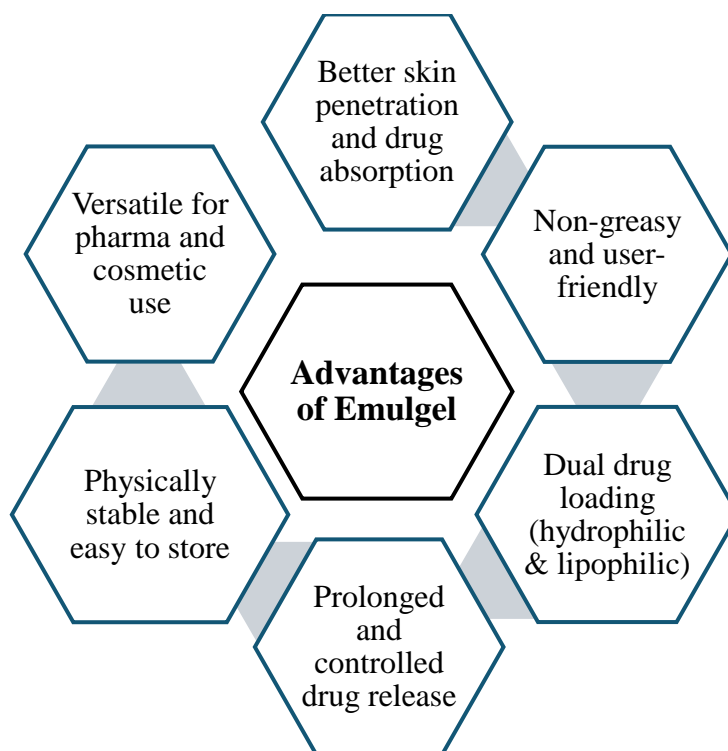 Better skin
penetration
and drug
absorption
Non-greasy
and user-
friendly
Dual drug
loading
(hydrophilic
& lipophilic)
Prolonged
and
controlled
drug release
Physically
stable and
easy to store
Versatile for
pharma and
cosmetic
use
Advantages
of Emulgel